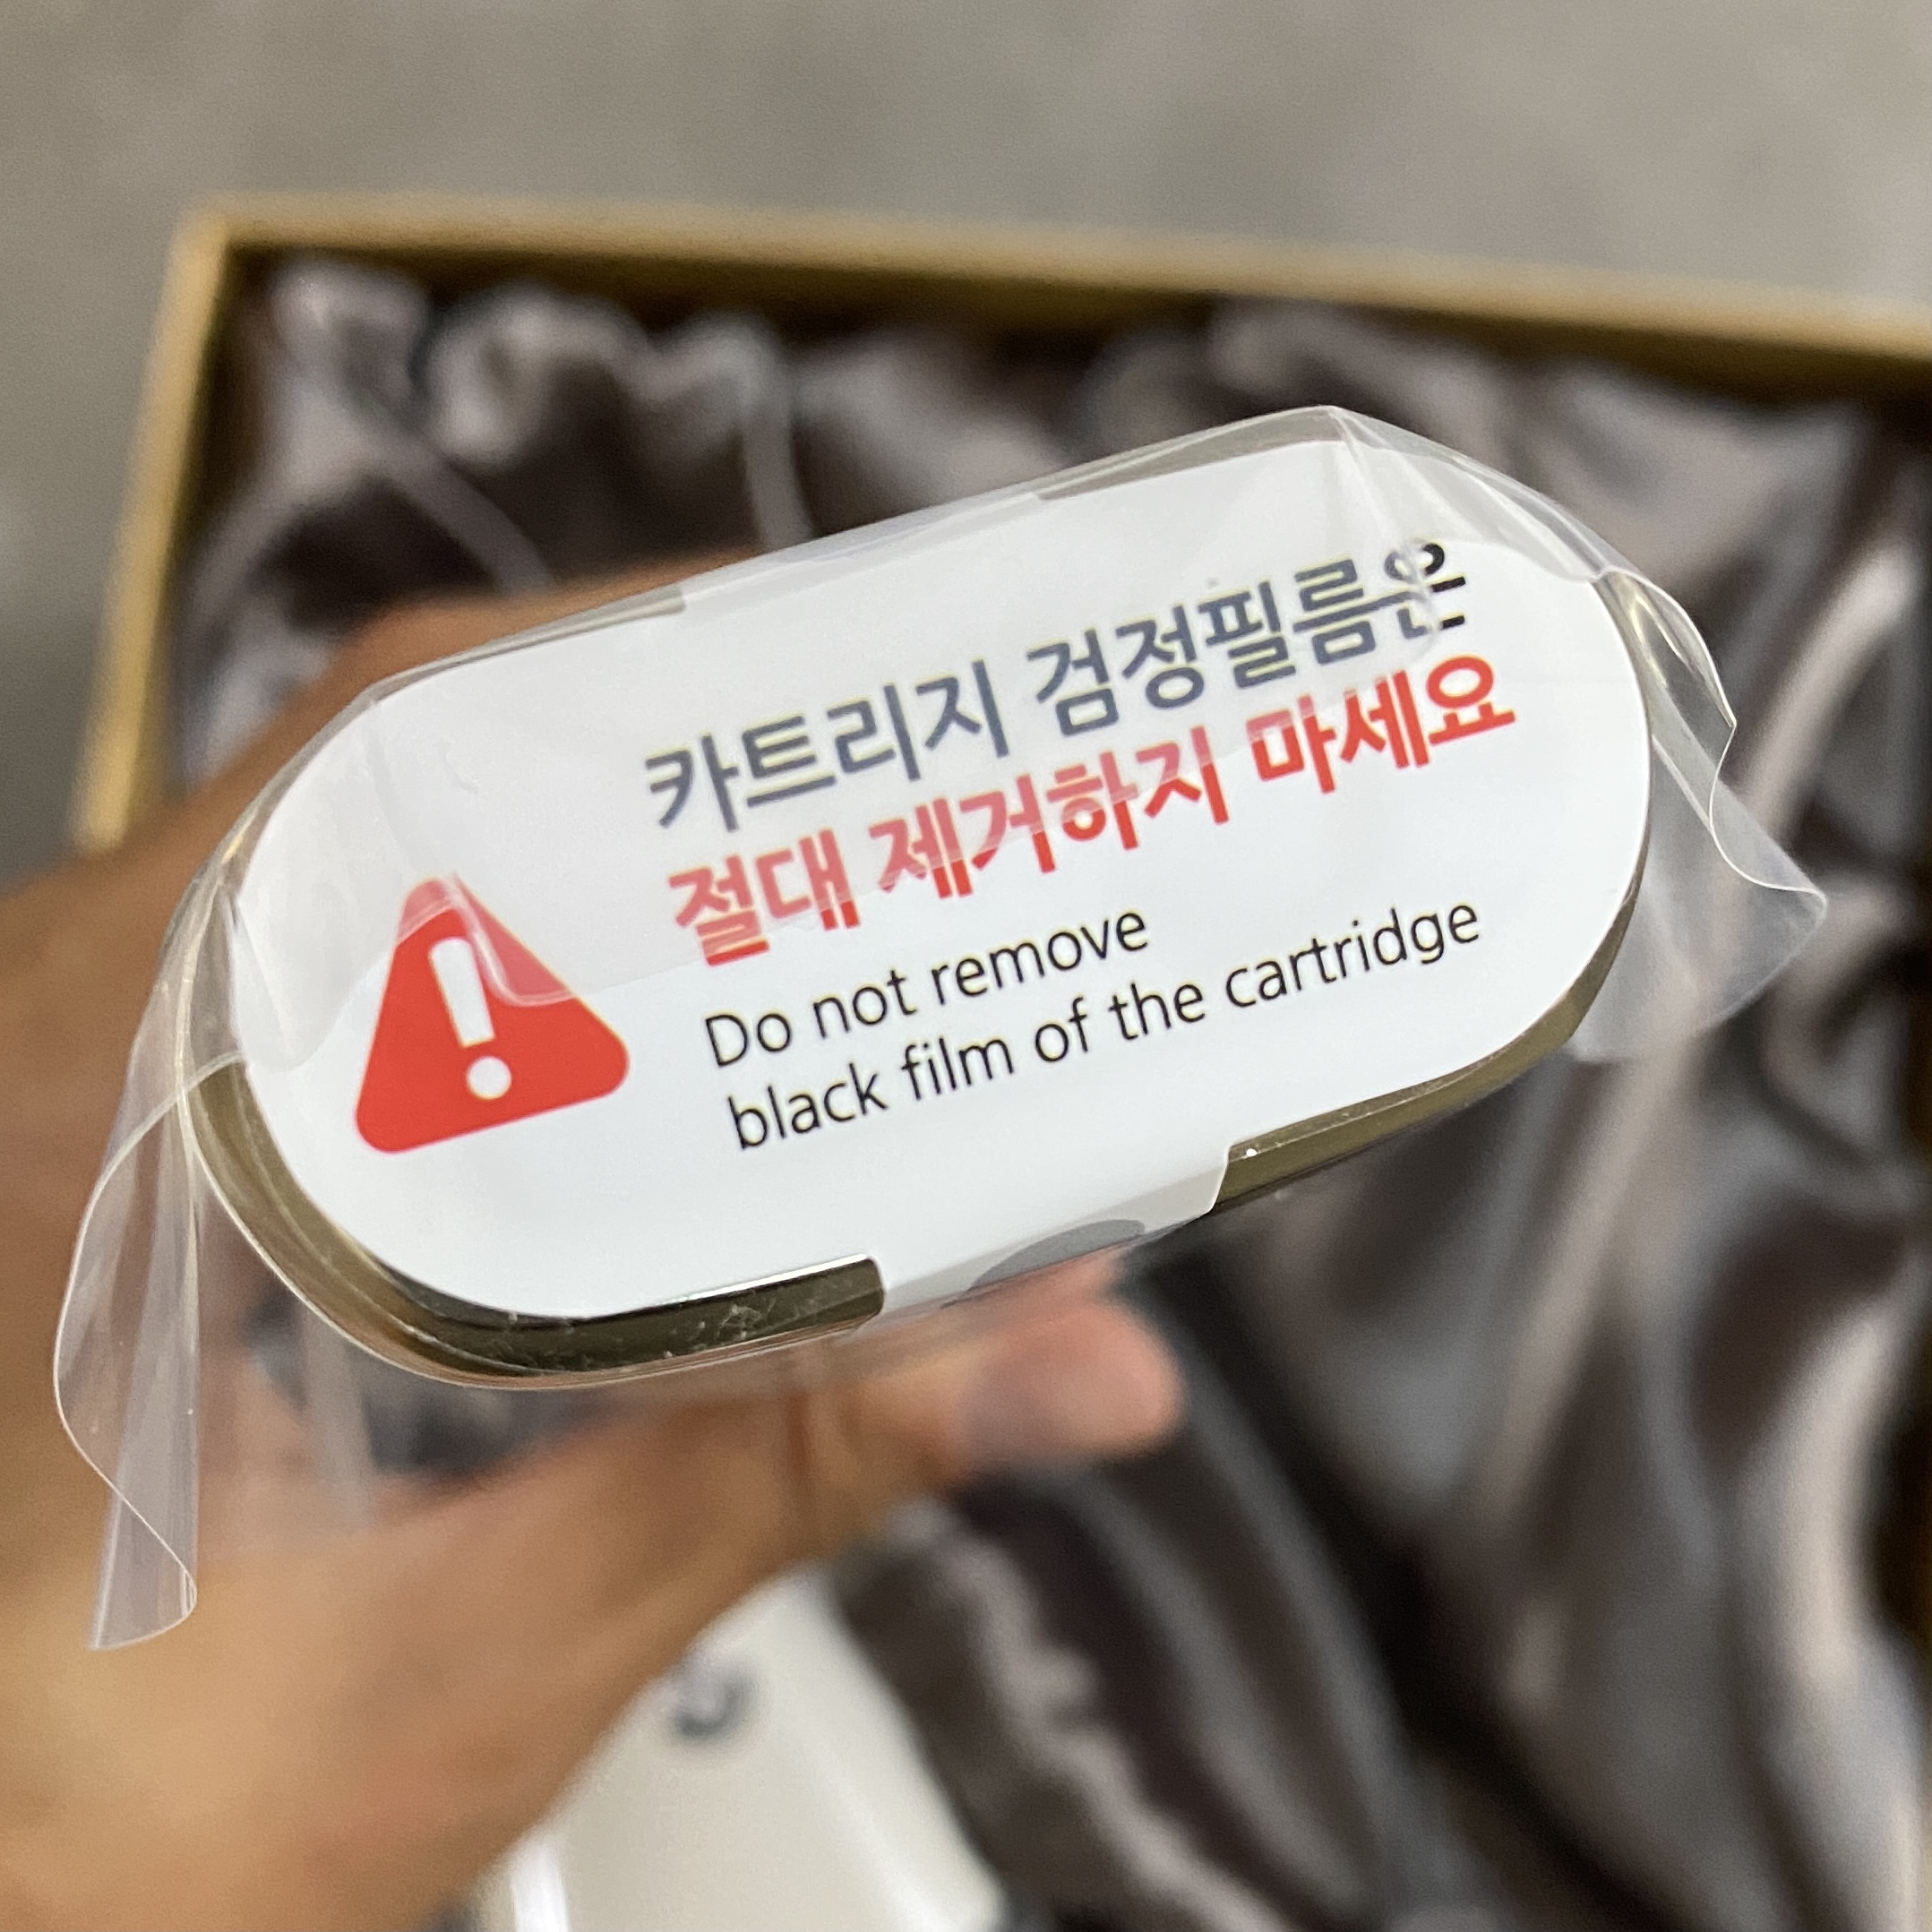 카트리지 검정필름은
절대 제거하지 마세요
Do not remove
black film of the cartridge